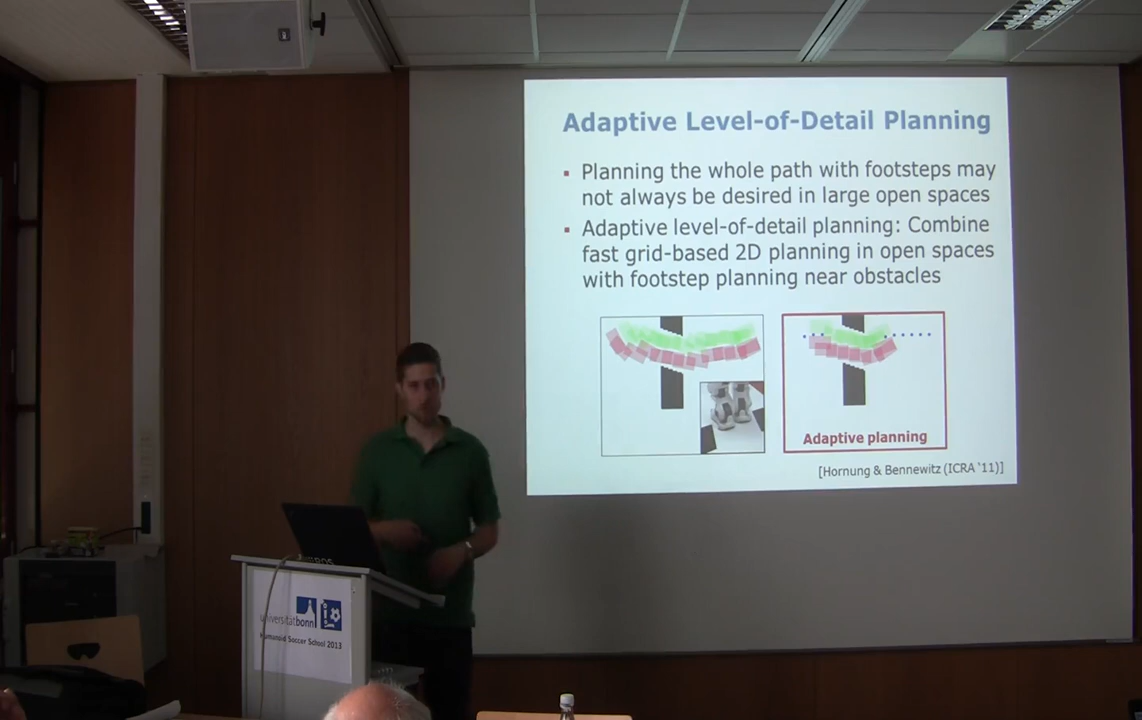 Adaptive Level-of-Detail Planning
▪ Planning the whole path with footsteps may
not always be desired in large open spaces
▪ Adaptive level-of-detail planning: Combine
fast grid-based 2D planning in open spaces
with footstep planning near obstacles
Adaptive planning
[Hornung & Bennewitz (ICRA ‘11)]
universitätbonn
Humanoid Soccer School 2013